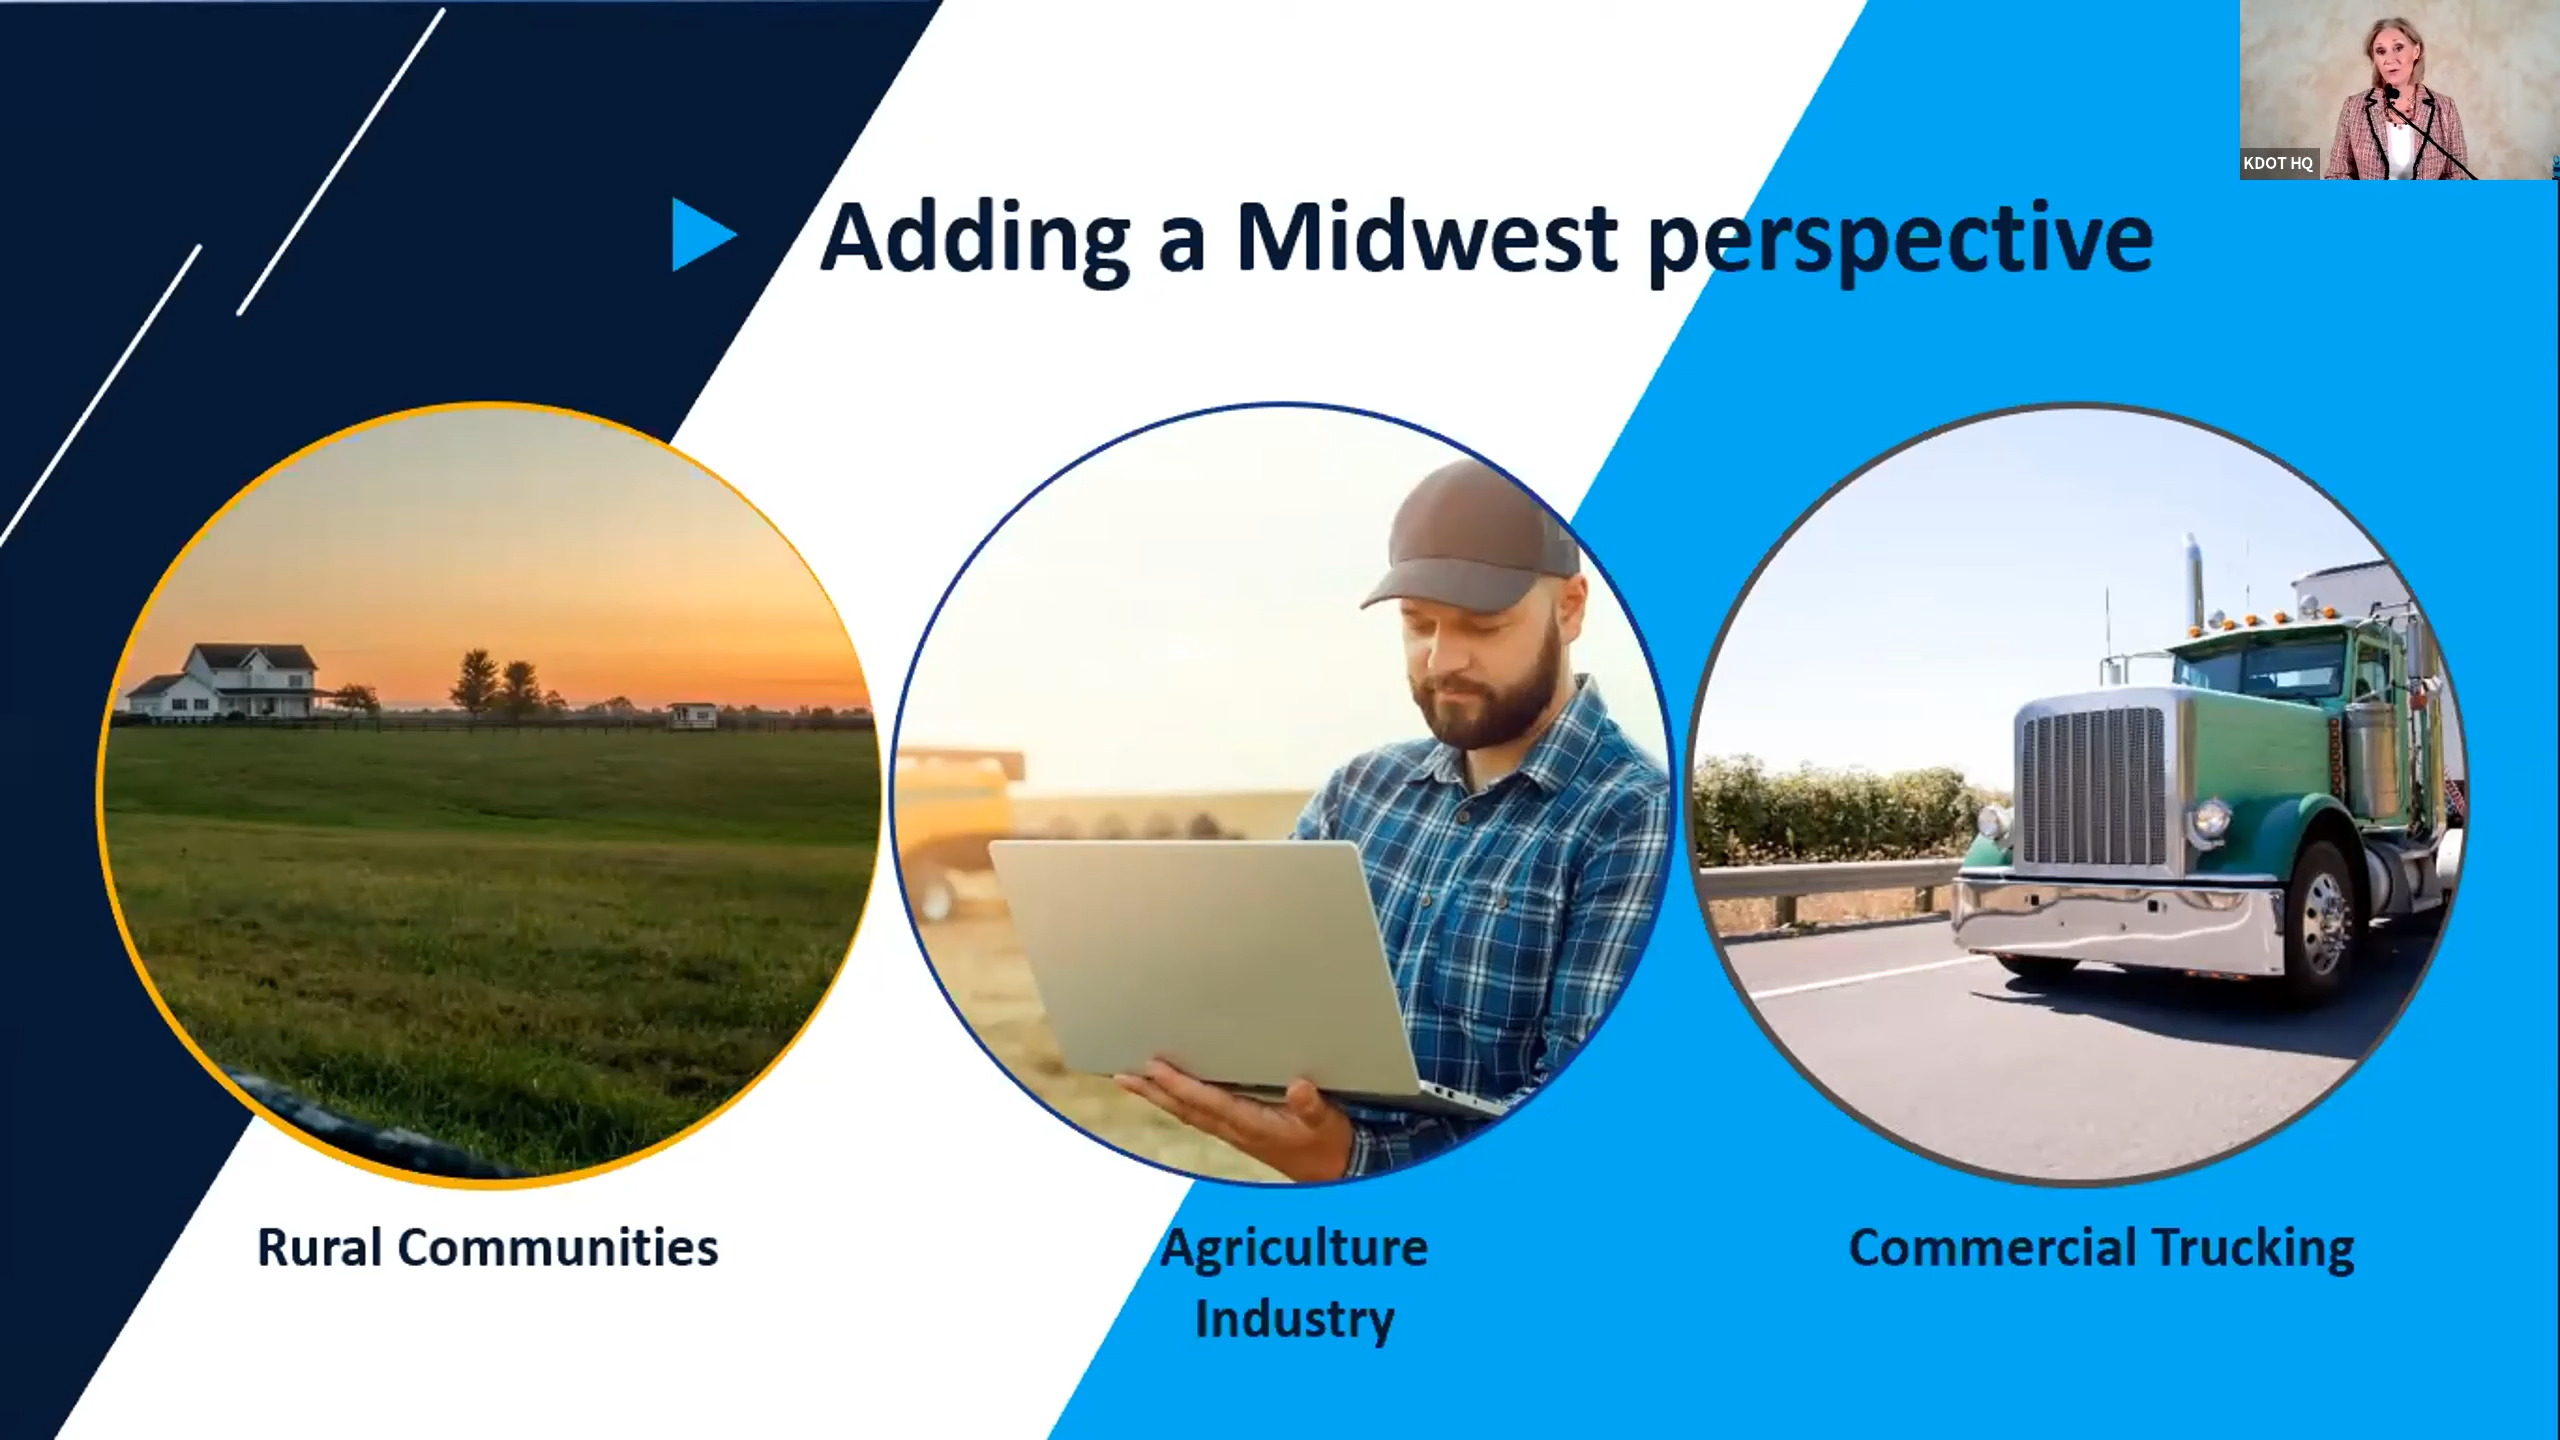 KDOT HQ
Adding a Midwest perspective
Rural Communities
Agriculture
Industry
Commercial Trucking